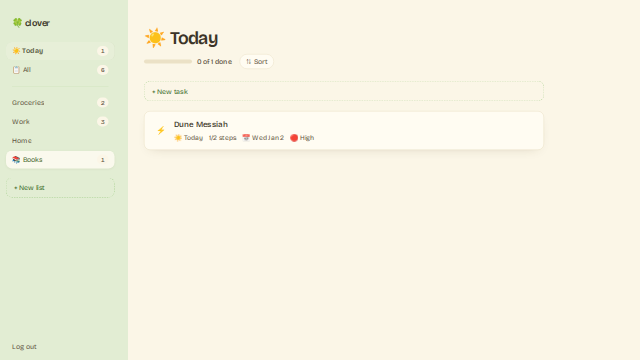 clover
Today 1
All 6
Groceries 2
Work 3
Home
Books 1
+ New list
Log out
Today
0 of 1 done
Sort
+ New task
Dune Messiah
Today 1/2 steps Wed Jan 2 High